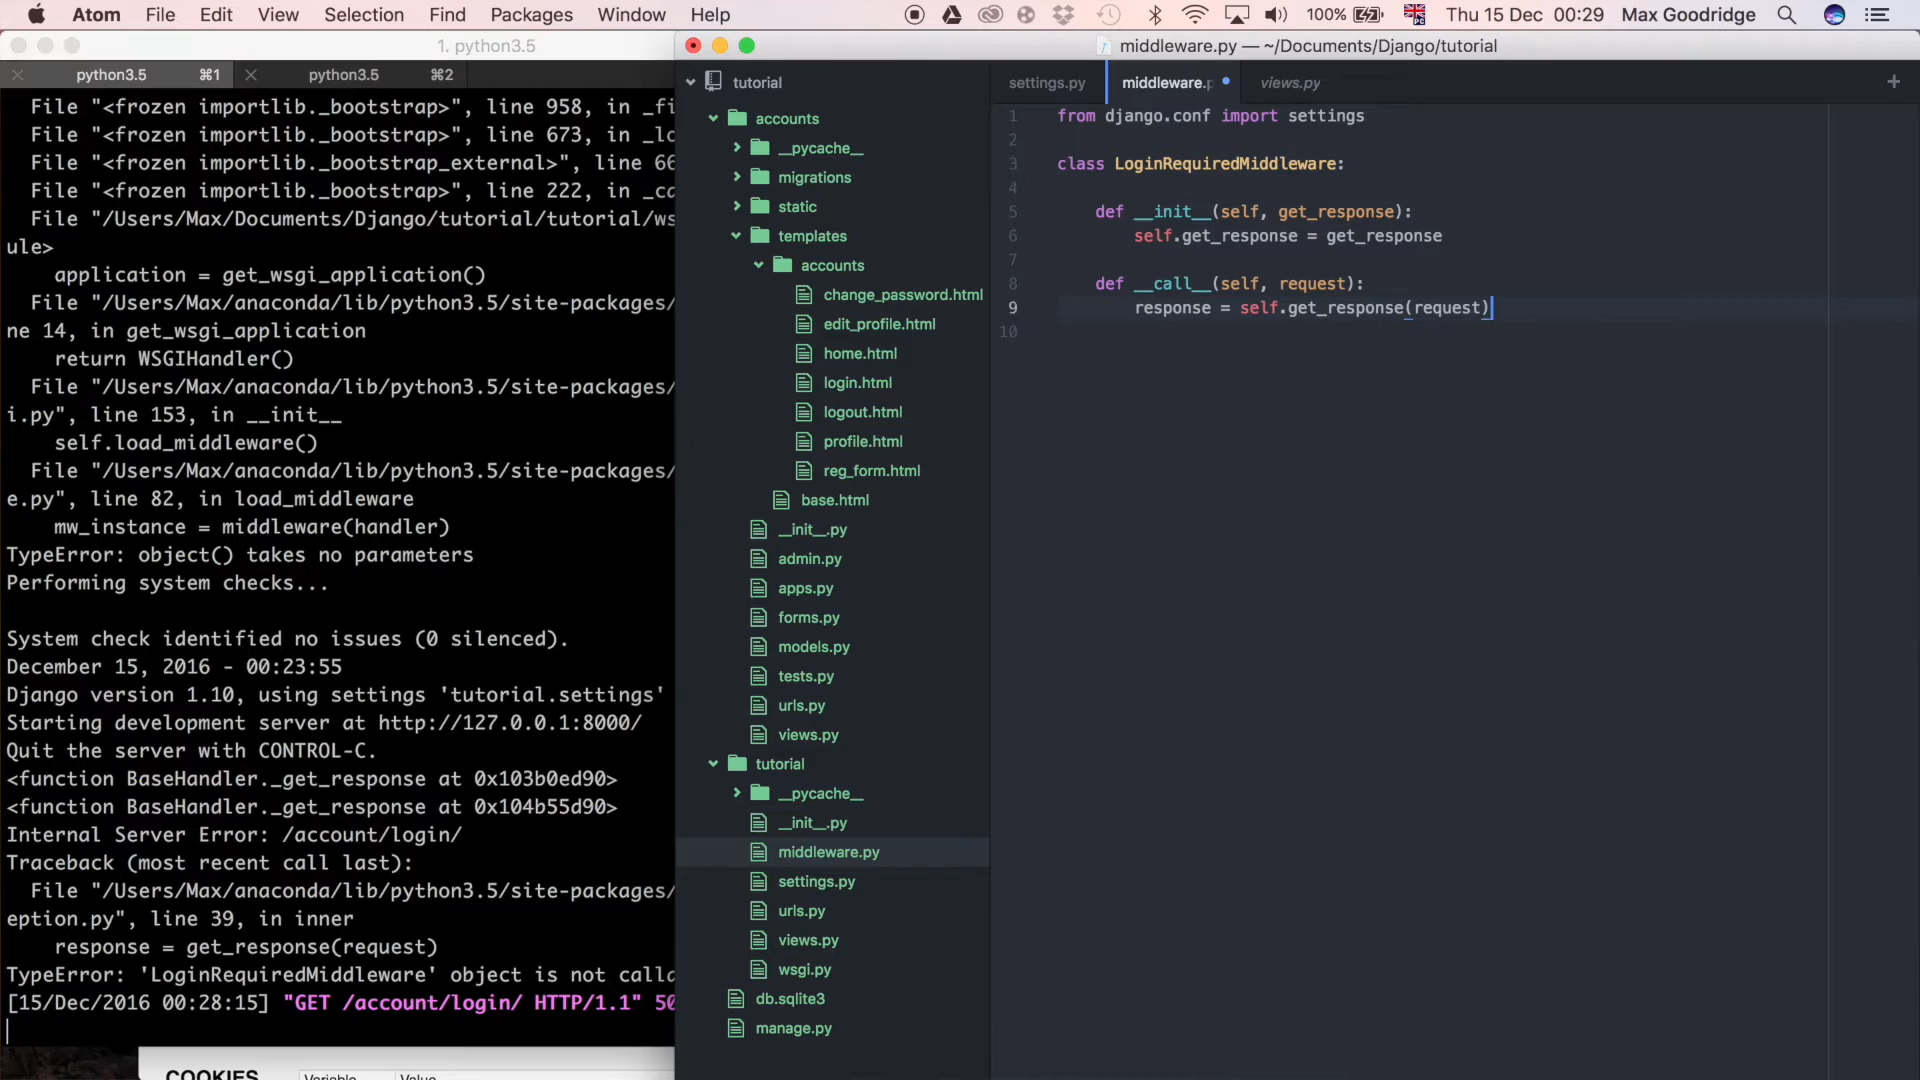 Atom File Edit View Selection Find Packages Window Help 100% Thu 15 Dec 00:29 Max Goodridge
1. python3.5
python3.5 ⌘1 python3.5 ⌘2
File "<frozen importlib._bootstrap>", line 958, in _fi
File "<frozen importlib._bootstrap>", line 673, in _lo
File "<frozen importlib._bootstrap_external>", line 66
File "<frozen importlib._bootstrap>", line 222, in _ca
File "/Users/Max/Documents/Django/tutorial/tutorial/ws
ule>
application = get_wsgi_application()
File "/Users/Max/anaconda/lib/python3.5/site-packages/
ne 14, in get_wsgi_application
return WSGIHandler()
File "/Users/Max/anaconda/lib/python3.5/site-packages/
i.py", line 153, in __init__
self.load_middleware()
File "/Users/Max/anaconda/lib/python3.5/site-packages/
e.py", line 82, in load_middleware
mw_instance = middleware(handler)
TypeError: object() takes no parameters
Performing system checks...
System check identified no issues (0 silenced).
December 15, 2016 - 00:23:55
Django version 1.10, using settings 'tutorial.settings'
Starting development server at http://127.0.0.1:8000/
Quit the server with CONTROL-C.
<function BaseHandler._get_response at 0x103b0ed90>
<function BaseHandler._get_response at 0x104b55d90>
Internal Server Error: /account/login/
Traceback (most recent call last):
File "/Users/Max/anaconda/lib/python3.5/site-packages/
eption.py", line 39, in inner
response = get_response(request)
TypeError: 'LoginRequiredMiddleware' object is not calla
[15/Dec/2016 00:28:15] "GET /account/login/ HTTP/1.1" 50
COOKIES Variable Value
middleware.py — ~/Documents/Django/tutorial
tutorial
accounts
__pycache__
migrations
static
templates
accounts
change_password.html
edit_profile.html
home.html
login.html
logout.html
profile.html
reg_form.html
base.html
__init__.py
admin.py
apps.py
forms.py
models.py
tests.py
urls.py
views.py
tutorial
__pycache__
__init__.py
middleware.py
settings.py
urls.py
views.py
wsgi.py
db.sqlite3
manage.py
settings.py middleware.p views.py
1 from django.conf import settings
2
3 class LoginRequiredMiddleware:
4
5 def __init__(self, get_response):
6 self.get_response = get_response
7
8 def __call__(self, request):
9 response = self.get_response(request)
10